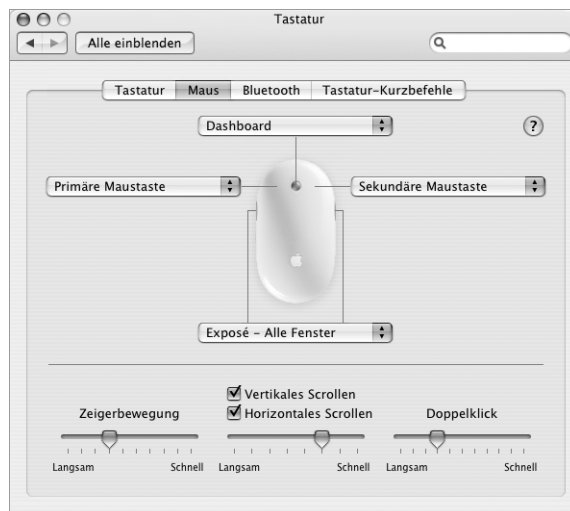 Tastatur
Alle einblenden
Tastatur Maus Bluetooth Tastatur-Kurzbefehle
Dashboard ?
Primäre Maustaste Sekundäre Maustaste
Exposé – Alle Fenster
Vertikales Scrollen
Zeigerbewegung Horizontales Scrollen Doppelklick
Langsam Schnell Langsam Schnell Langsam Schnell